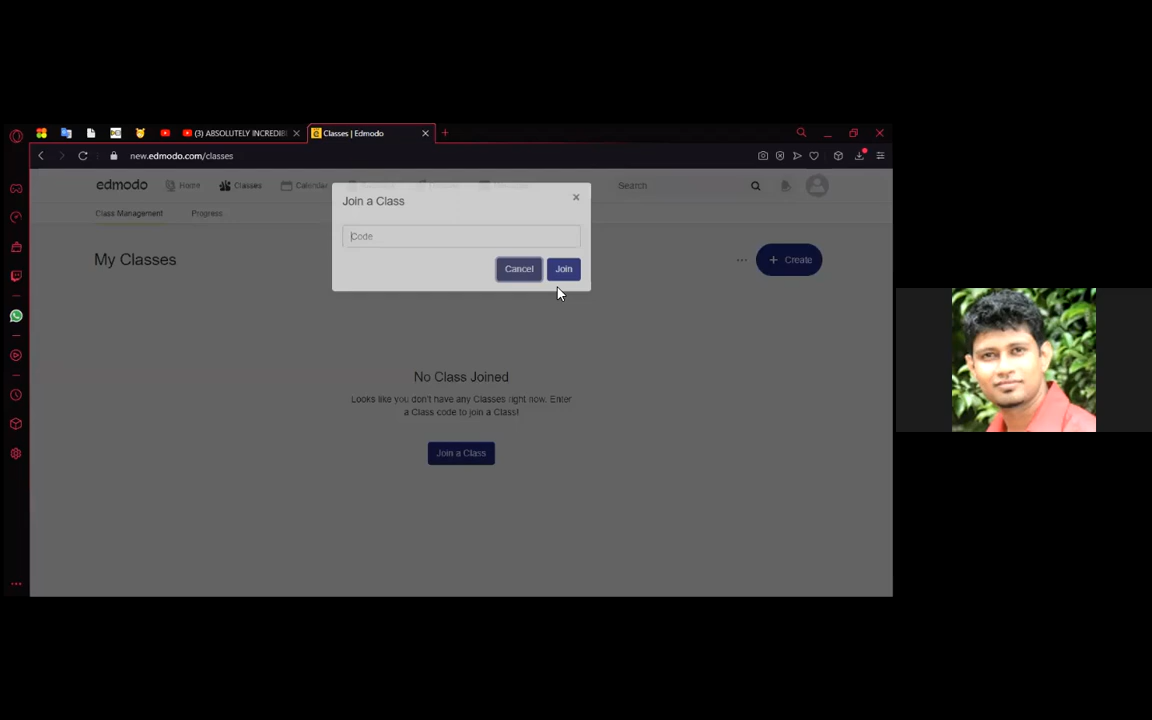 (3) ABSOLUTELY INCREDIB
Classes | Edmodo
new.edmodo.com/classes
edmodo Home Classes Calendar Search
Class Management Progress
Join a Class
Code
Cancel Join
My Classes
+ Create
No Class Joined
Looks like you don't have any Classes right now. Enter
a Class code to join a Class!
Join a Class